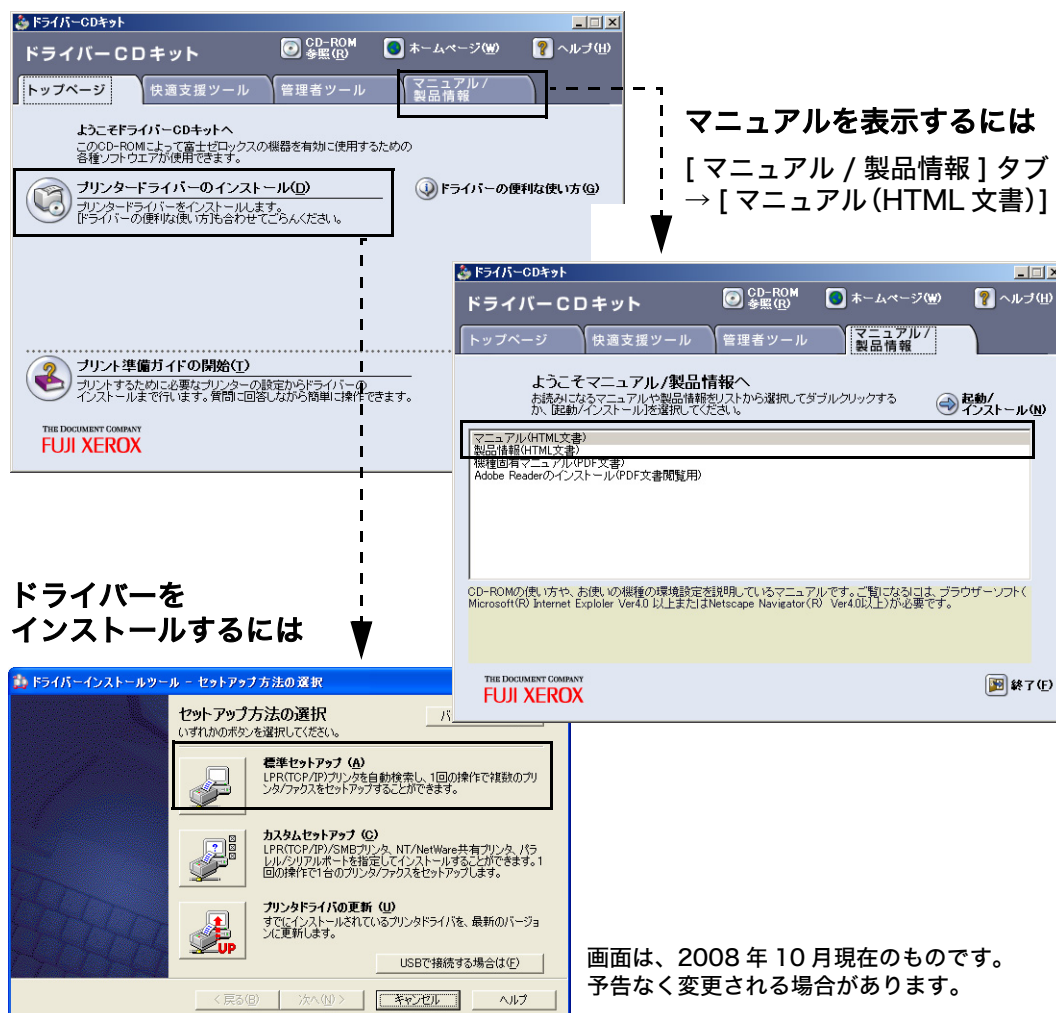 ドライバーCDキット
ドライバーCDキット
CD-ROM
参照(R)
ホームページ(W)
ヘルプ(H)
トップページ
快適支援ツール
管理者ツール
マニュアル/
製品情報
ようこそドライバーCDキットへ
このCD-ROMによって富士ゼロックスの機器を有効に使用するための
各種ソフトウエアが使用できます。
プリンタードライバーのインストール(D)
プリンタードライバーをインストールします。
[ドライバーの便利な使い方]も合わせてごらんください。
ドライバーの便利な使い方(G)
プリント準備ガイドの開始(T)
プリントするために必要なプリンターの設定からドライバーの
インストールまで行います。質問に回答しながら簡単に操作できます。
THE DOCUMENT COMPANY
FUJI XEROX
マニュアルを表示するには
[ マニュアル / 製品情報 ] タブ
→ [ マニュアル(HTML 文書)]
ドライバーCDキット
ドライバーCDキット
CD-ROM
参照(R)
ホームページ(W)
ヘルプ(H)
トップページ
快適支援ツール
管理者ツール
マニュアル/
製品情報
ようこそマニュアル/製品情報へ
お読みになるマニュアルや製品情報をリストから選択してダブルクリックする
か、[起動/インストール]を選択してください。
起動/
インストール(N)
マニュアル(HTML文書)
製品情報(HTML文書)
機種固有マニュアル(PDF文書)
Adobe Readerのインストール(PDF文書閲覧用)
CD-ROMの使い方や、お使いの機種の環境設定を説明しているマニュアルです。ご覧になるには、ブラウザーソフト(
Microsoft(R) Internet Exploler Ver4.0 以上またはNetscape Navigator(R) Ver4.0以上)が必要です。
THE DOCUMENT COMPANY
FUJI XEROX
終了(E)
ドライバーを
インストールするには
ドライバーインストールツール - セットアップ方法の選択
セットアップ方法の選択
いずれかのボタンを選択してください。
バ
標準セットアップ (A)
LPR(TCP/IP)プリンタを自動検索し、1回の操作で複数のプリ
ンタ/ファクスをセットアップすることができます。
カスタムセットアップ (C)
LPR(TCP/IP)/SMBプリンタ、NT/NetWare共有プリンタ、パラ
レル/シリアルポートを指定してインストールすることができます。1
回の操作で1台のプリンタ/ファクスをセットアップします。
プリンタドライバの更新 (U)
すでにインストールされているプリンタドライバを、最新のバージョ
ンに更新します。
UP
USBで接続する場合は(F)
< 戻る(B)
次へ(N) >
キャンセル
ヘルプ
画面は、2008 年 10 月現在のものです。
予告なく変更される場合があります。